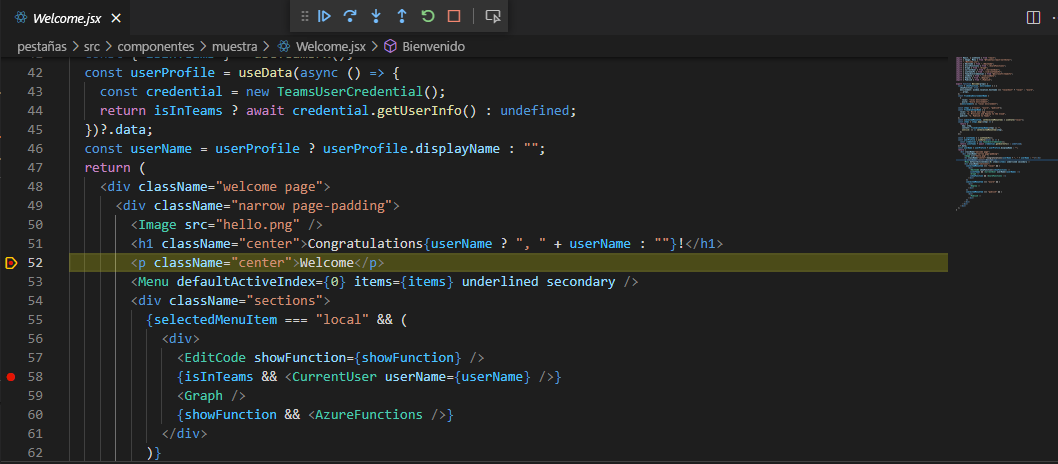 Welcome.jsx
pestañas > src > componentes > muestra > Welcome.jsx > Bienvenido
42 const userProfile = useData(async () => {
43 const credential = new TeamsUserCredential();
44 return isInTeams ? await credential.getUserInfo() : undefined;
45 })?.data;
46 const userName = userProfile ? userProfile.displayName : "";
47 return (
48 <div className="welcome page">
49 <div className="narrow page-padding">
50 <Image src="hello.png" />
51 <h1 className="center">Congratulations{userName ? ", " + userName : ""}!</h1>
52 <p className="center">Welcome</p>
53 <Menu defaultActiveIndex={0} items={items} underlined secondary />
54 <div className="sections">
55 {selectedMenuItem === "local" && (
56 <div>
57 <EditCode showFunction={showFunction} />
58 {isInTeams && <CurrentUser userName={userName} />}
59 <Graph />
60 {showFunction && <AzureFunctions />}
61 </div>
62 )}